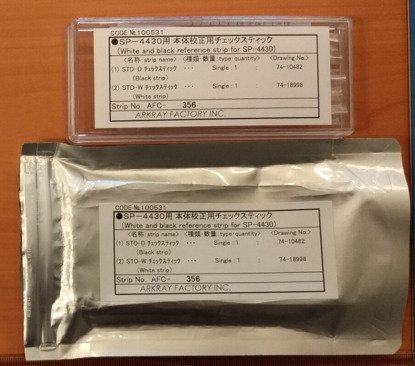 CODE №100531
●SP-4430用 本体校正用チェックスティック
(White and black reference strip for SP-4430)
<名称:strip name> <種類・数量:type・quantity> <Drawing No.>
(1) STD-0 チェックスティック ･･･ Single:1 : 74-10482
(Black strip)
(2) STD-W チェックスティック ･･･ Single:1 : 74-18998
(White strip)
Strip No. AFC- 356
ARKRAY FACTORY INC.
CODE №100531
●SP-4430用 本体校正用チェックスティック
(White and black reference strip for SP-4430)
<名称:strip name> <種類・数量:type・quantity> <Drawing No.>
(1) STD-0 チェックスティック ･･･ Single:1 : 74-10482
(Black strip)
(2) STD-W チェックスティック ･･･ Single:1 : 74-18998
(White strip)
Strip No. AFC- 356
ARKRAY FACTORY INC.